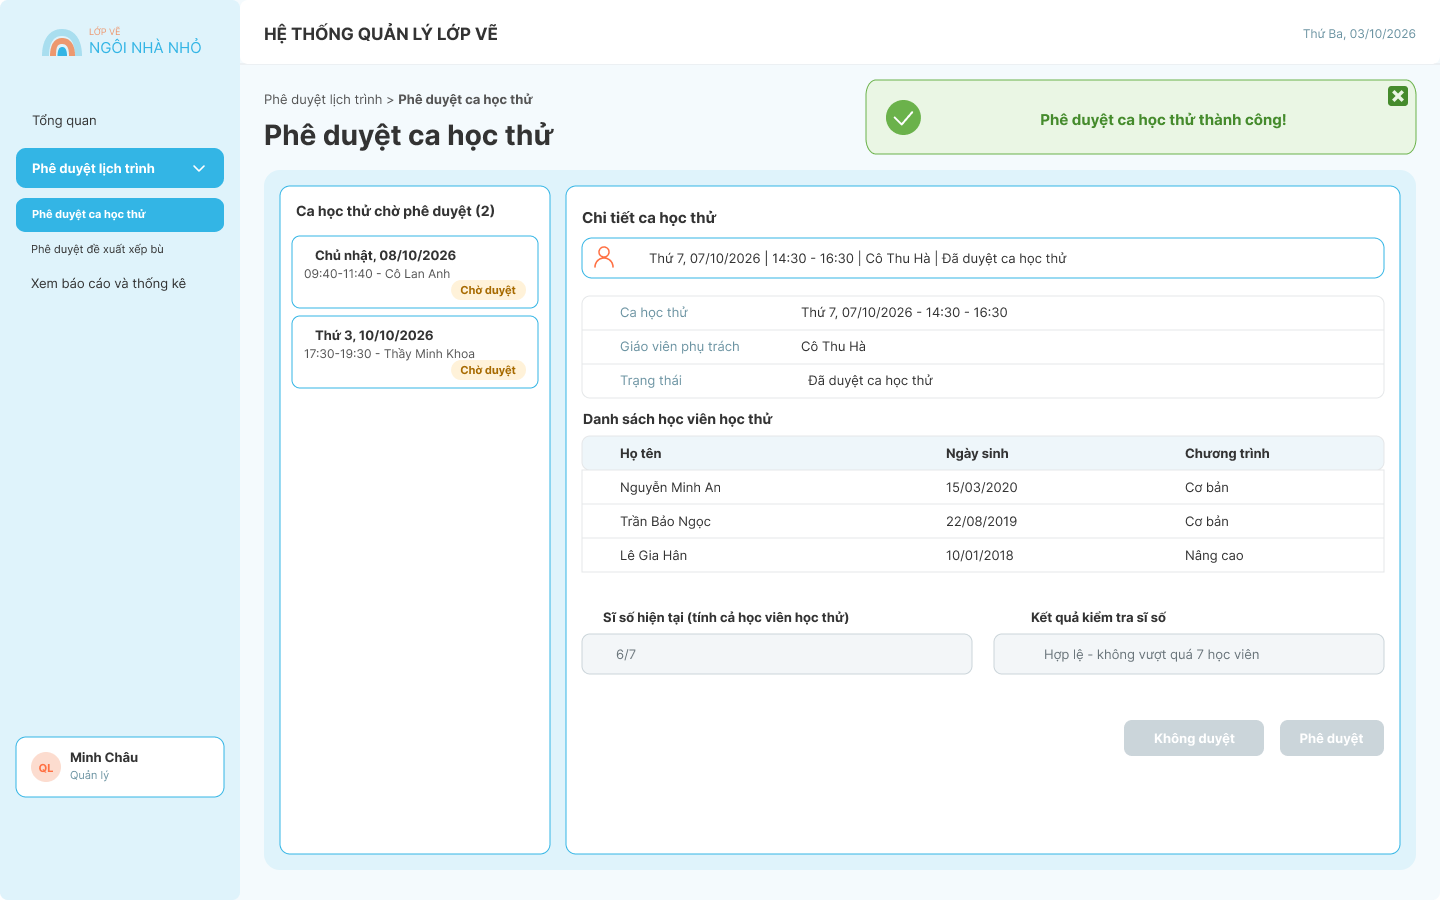 LỚP VẼ
NGÔI NHÀ NHỎ
HỆ THỐNG QUẢN LÝ LỚP VẼ
Thứ Ba, 03/10/2026
Tổng quan
Phê duyệt lịch trình
Phê duyệt ca học thử
Phê duyệt đề xuất xếp bù
Xem báo cáo và thống kê
Minh Châu
QL
Quản lý
Phê duyệt lịch trình > Phê duyệt ca học thử
Phê duyệt ca học thử
Phê duyệt ca học thử thành công!
Ca học thử chờ phê duyệt (2)
Chủ nhật, 08/10/2026
09:40-11:40 - Cô Lan Anh
Chờ duyệt
Thứ 3, 10/10/2026
17:30-19:30 - Thầy Minh Khoa
Chờ duyệt
Chi tiết ca học thử
Thứ 7, 07/10/2026 | 14:30 - 16:30 | Cô Thu Hà | Đã duyệt ca học thử
Ca học thử Thứ 7, 07/10/2026 - 14:30 - 16:30
Giáo viên phụ trách Cô Thu Hà
Trạng thái Đã duyệt ca học thử
Danh sách học viên học thử
Họ tên Ngày sinh Chương trình
Nguyễn Minh An 15/03/2020 Cơ bản
Trần Bảo Ngọc 22/08/2019 Cơ bản
Lê Gia Hân 10/01/2018 Nâng cao
Sĩ số hiện tại (tính cả học viên học thử) Kết quả kiểm tra sĩ số
6/7 Hợp lệ - không vượt quá 7 học viên
Không duyệt Phê duyệt